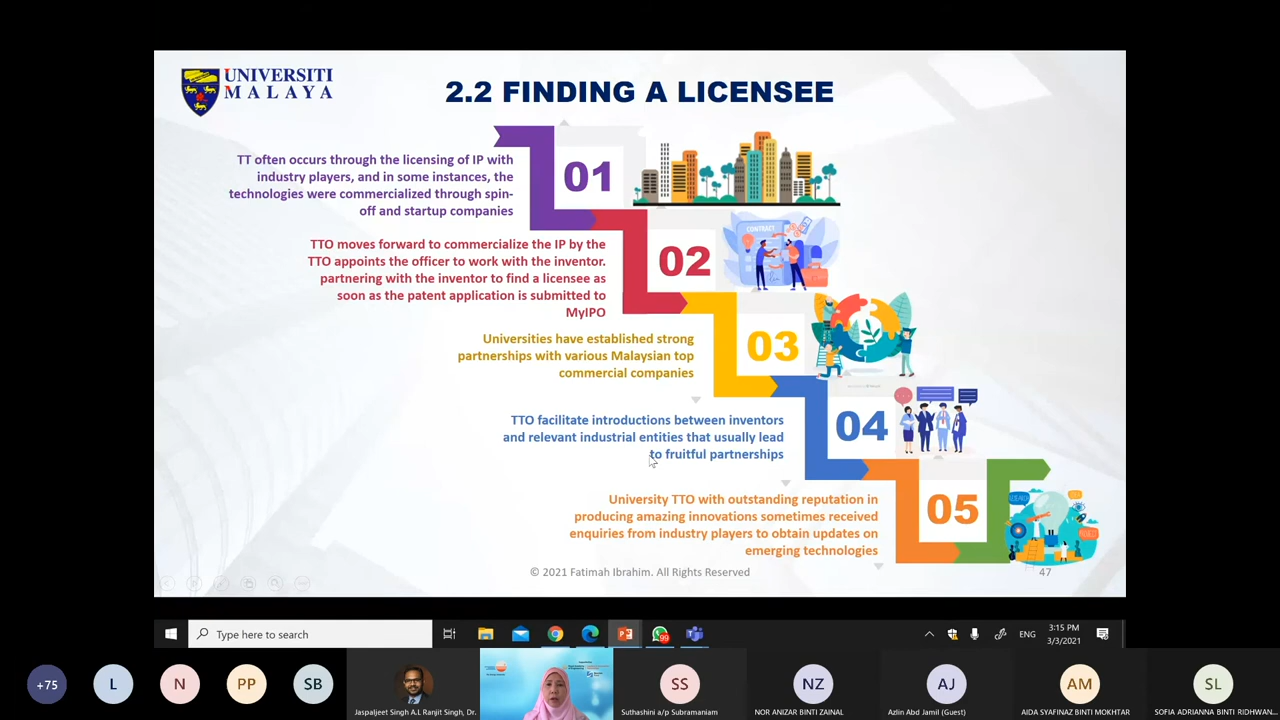 UNIVERSITI
MALAYA
2.2 FINDING A LICENSEE
TT often occurs through the licensing of IP with
industry players, and in some instances, the
technologies were commercialized through spin-
off and startup companies
01
TTO moves forward to commercialize the IP by the
TTO appoints the officer to work with the inventor.
partnering with the inventor to find a licensee as
soon as the patent application is submitted to
MyIPO
02
CONTRACT
Universities have established strong
partnerships with various Malaysian top
commercial companies
03
TTO facilitate introductions between inventors
and relevant industrial entities that usually lead
to fruitful partnerships
04
University TTO with outstanding reputation in
producing amazing innovations sometimes received
enquiries from industry players to obtain updates on
emerging technologies
05
© 2021 Fatimah Ibrahim. All Rights Reserved
47
Type here to search
99
ENG
3:15 PM
3/3/2021
+75
L
N
PP
SB
Jaspaljeet Singh A.L Ranjit Singh, Dr.
SS
Suthashini a/p Subramaniam
NZ
NOR ANIZAR BINTI ZAINAL
AJ
Azlin Abd Jamil (Guest)
AM
AIDA SYAFINAZ BINTI MOKHTAR
SL
SOFIA ADRIANNA BINTI RIDHWAN...